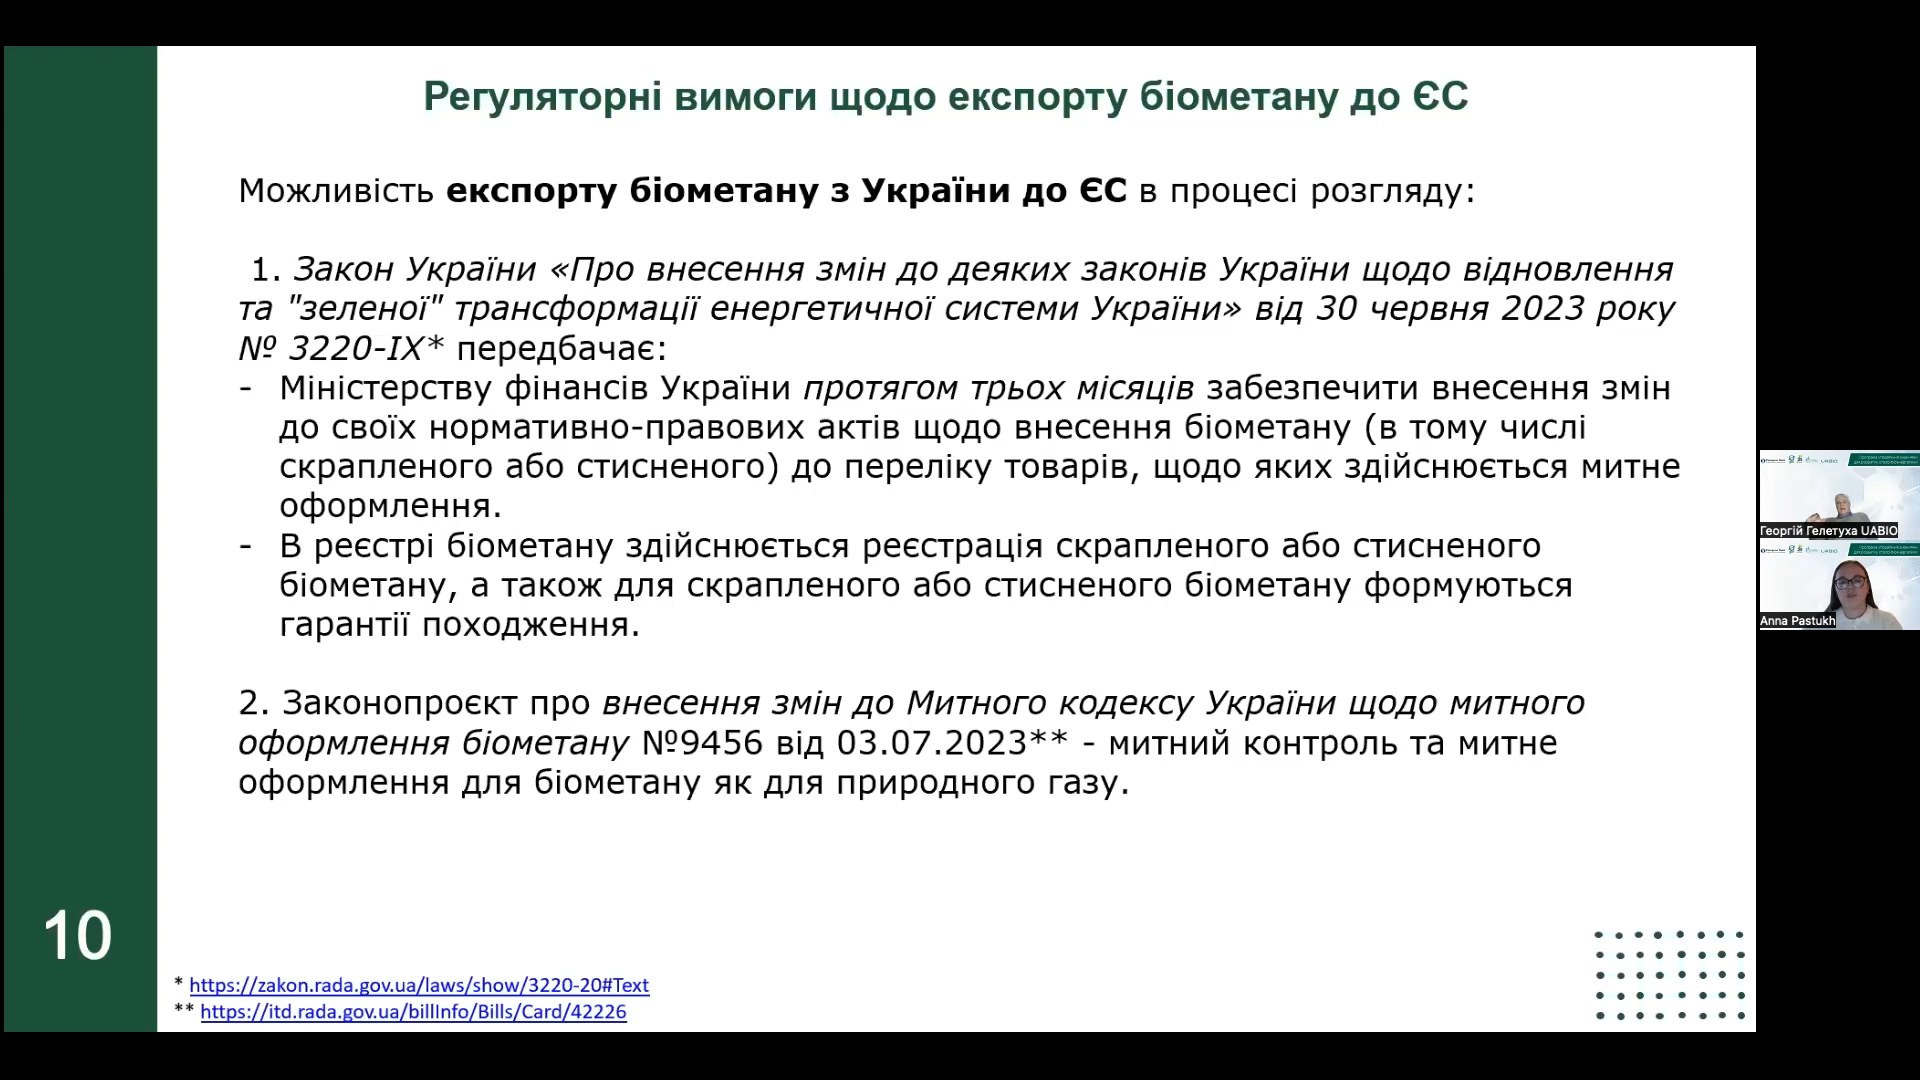 Регуляторні вимоги щодо експорту біометану до ЄС
Можливість експорту біометану з України до ЄС в процесі розгляду:
1. Закон України «Про внесення змін до деяких законів України щодо відновлення
та "зеленої" трансформації енергетичної системи України» від 30 червня 2023 року
№ 3220-IX* передбачає:
- Міністерству фінансів України протягом трьох місяців забезпечити внесення змін
до своїх нормативно-правових актів щодо внесення біометану (в тому числі
скрапленого або стисненого) до переліку товарів, щодо яких здійснюється митне
оформлення.
- В реєстрі біометану здійснюється реєстрація скрапленого або стисненого
біометану, а також для скрапленого або стисненого біометану формуються
гарантії походження.
2. Законопроєкт про внесення змін до Митного кодексу України щодо митного
оформлення біометану №9456 від 03.07.2023** - митний контроль та митне
оформлення для біометану як для природного газу.
10
* https://zakon.rada.gov.ua/laws/show/3220-20#Text
** https://itd.rada.gov.ua/billInfo/Bills/Card/42226
UABIO
Георгій Гелетуха UABIO
UABIO
Anna Pastukh